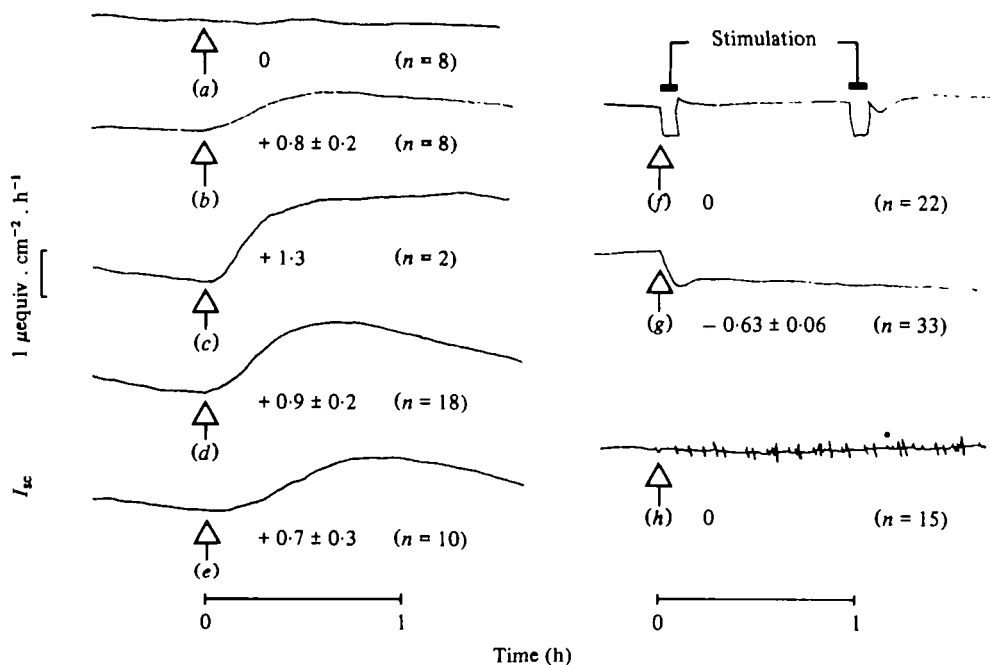 0 (n = 8)
(a)
+ 0·8 ± 0·2 (n = 8)
(b)
+ 1·3 (n = 2)
(c)
+ 0·9 ± 0·2 (n = 18)
(d)
+ 0·7 ± 0·3 (n = 10)
(e)
1 μequiv . cm⁻² . h⁻¹
Isc
0 1
Stimulation
(f) 0 (n = 22)
(g) − 0·63 ± 0·06 (n = 33)
(h) 0 (n = 15)
0 1
Time (h)